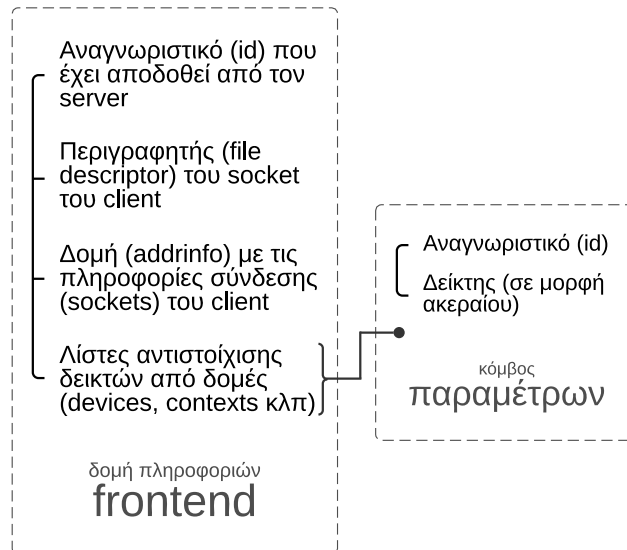 Αναγνωριστικό (id) που
έχει αποδοθεί από τον
server
Περιγραφητής (file
descriptor) του socket
του client
Δομή (addrinfo) με τις
πληροφορίες σύνδεσης
(sockets) του client
Λίστες αντιστοίχισης
δεικτών από δομές
(devices, contexts κλπ)
δομή πληροφοριών
frontend
Αναγνωριστικό (id)
Δείκτης (σε μορφή
ακεραίου)
κόμβος
παραμέτρων